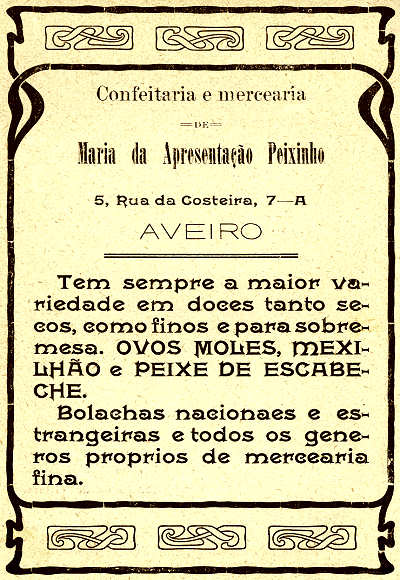 Confeitaria e mercearia
=DE=
Maria da Apresentação Peixinho
5, Rua da Costeira, 7—A
AVEIRO
Tem sempre a maior va-
riedade em doces tanto se-
cos, como finos e para sobre-
mesa. OVOS MOLES, MEXI-
LHÃO e PEIXE DE ESCABE-
CHE.
Bolachas nacionaes e es-
trangeiras e todos os gene-
ros proprios de mercearia
fina.